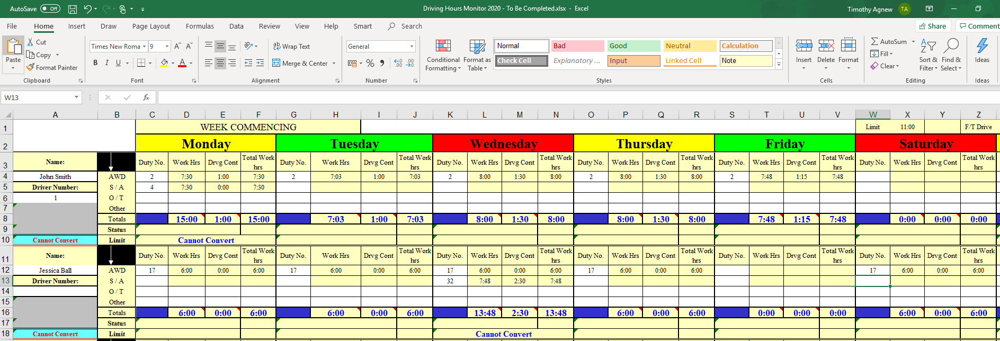 AutoSave Off Driving Hours Monitor 2020 - To Be Completed.xlsx - Excel Timothy Agnew TA
File Home Insert Draw Page Layout Formulas Data Review View Help Smart Search Share Comment
Cut
Copy
Format Painter
Paste
Clipboard
Times New Roma 9
B I U A
Font
ab Wrap Text
Merge & Center
Alignment
General
%
Number
Conditional Formatting
Format as Table
Normal Bad Good Neutral Calculation
Check Cell Explanatory ... Input Linked Cell Note
Styles
Insert Delete Format
Cells
AutoSum
Fill
Clear
Sort & Filter
Find & Select
Editing
Ideas
Ideas
W13 fx
A B C D E F G H I J K L M N O P Q R S T U V W X Y Z
1 WEEK COMMENCING Limit 11:00 F/T Drive
2 Monday Tuesday Wednesday Thursday Friday Saturday
3 Name: Duty No. Work Hrs Drvg Cont Total Work hrs Duty No. Work Hrs Drvg Cont Total Work hrs Duty No. Work Hrs Drvg Cont Total Work hrs Duty No. Work Hrs Drvg Cont Total Work hrs Duty No. Work Hrs Drvg Cont Total Work hrs Duty No. Work Hrs Drvg Cont Total Work hrs
4 John Smith AWD 2 7:30 1:00 7:30 2 7:03 1:00 7:03 2 8:00 1:30 8:00 2 8:00 1:30 8:00 2 7:48 1:15 7:48
5 Driver Number: S / A 4 7:30 0:00 7:30
6 1 O / T
7 Other
8 Totals 15:00 1:00 15:00 7:03 1:00 7:03 8:00 1:30 8:00 8:00 1:30 8:00 7:48 1:15 7:48 0:00 0:00 0:00
9 Status
10 Cannot Convert Limit Cannot Convert
11 Name: Duty No. Work Hrs Drvg Cont Total Work hrs Duty No. Work Hrs Drvg Cont Total Work hrs Duty No. Work Hrs Drvg Cont Total Work hrs Duty No. Work Hrs Drvg Cont Total Work hrs Duty No. Work Hrs Drvg Cont Total Work hrs Duty No. Work Hrs Drvg Cont Total Work hrs
12 Jessica Ball AWD 17 6:00 0:00 6:00 17 6:00 0:00 6:00 17 6:00 0:00 6:00 17 6:00 0:00 6:00 17 6:00 0:00 6:00
13 Driver Number: S / A 32 7:48 2:30 7:48
14 O / T
15 Other
16 Totals 6:00 0:00 6:00 6:00 0:00 6:00 13:48 2:30 13:48 6:00 0:00 6:00 0:00 0:00 0:00 6:00 0:00 6:00
17 Status
18 Cannot Convert Limit Cannot Convert